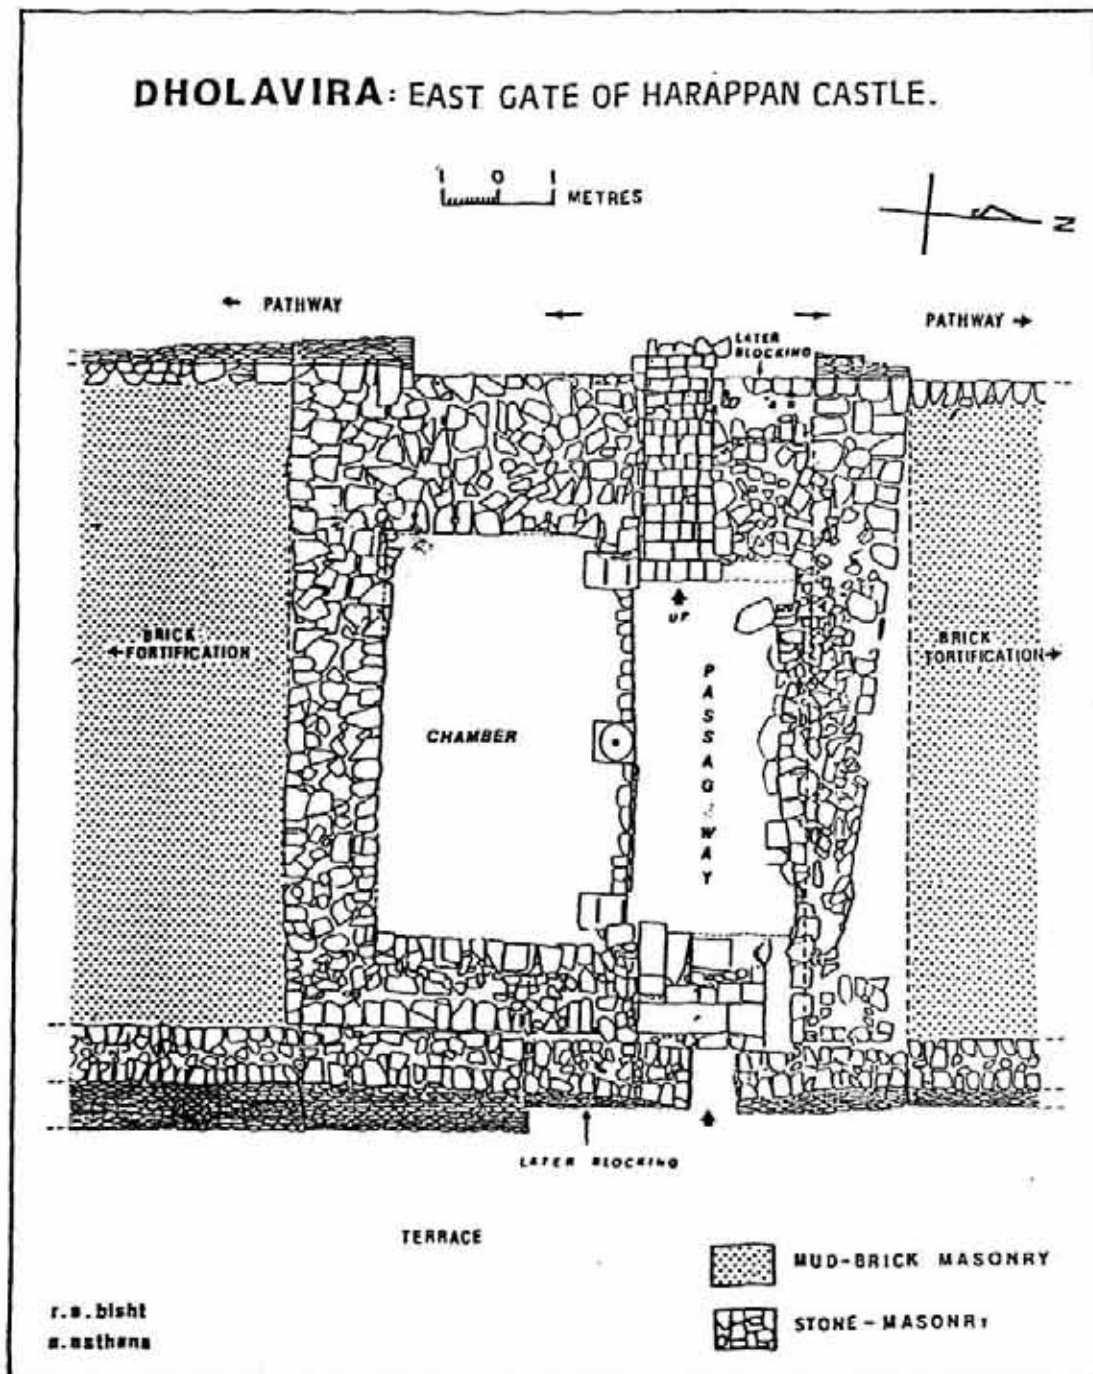 DHOLAVIRA: EAST GATE OF HARAPPAN CASTLE.
1 0 1
METRES
N
← PATHWAY
← →
PATHWAY →
LATER
BLOCKING
UP
← BRICK
FORTIFICATION
BRICK
FORTIFICATION →
CHAMBER
PASSAGE WAY
LATER BLOCKING
TERRACE
MUD-BRICK MASONRY
STONE-MASONRY
r.s.bisht
s.asthana